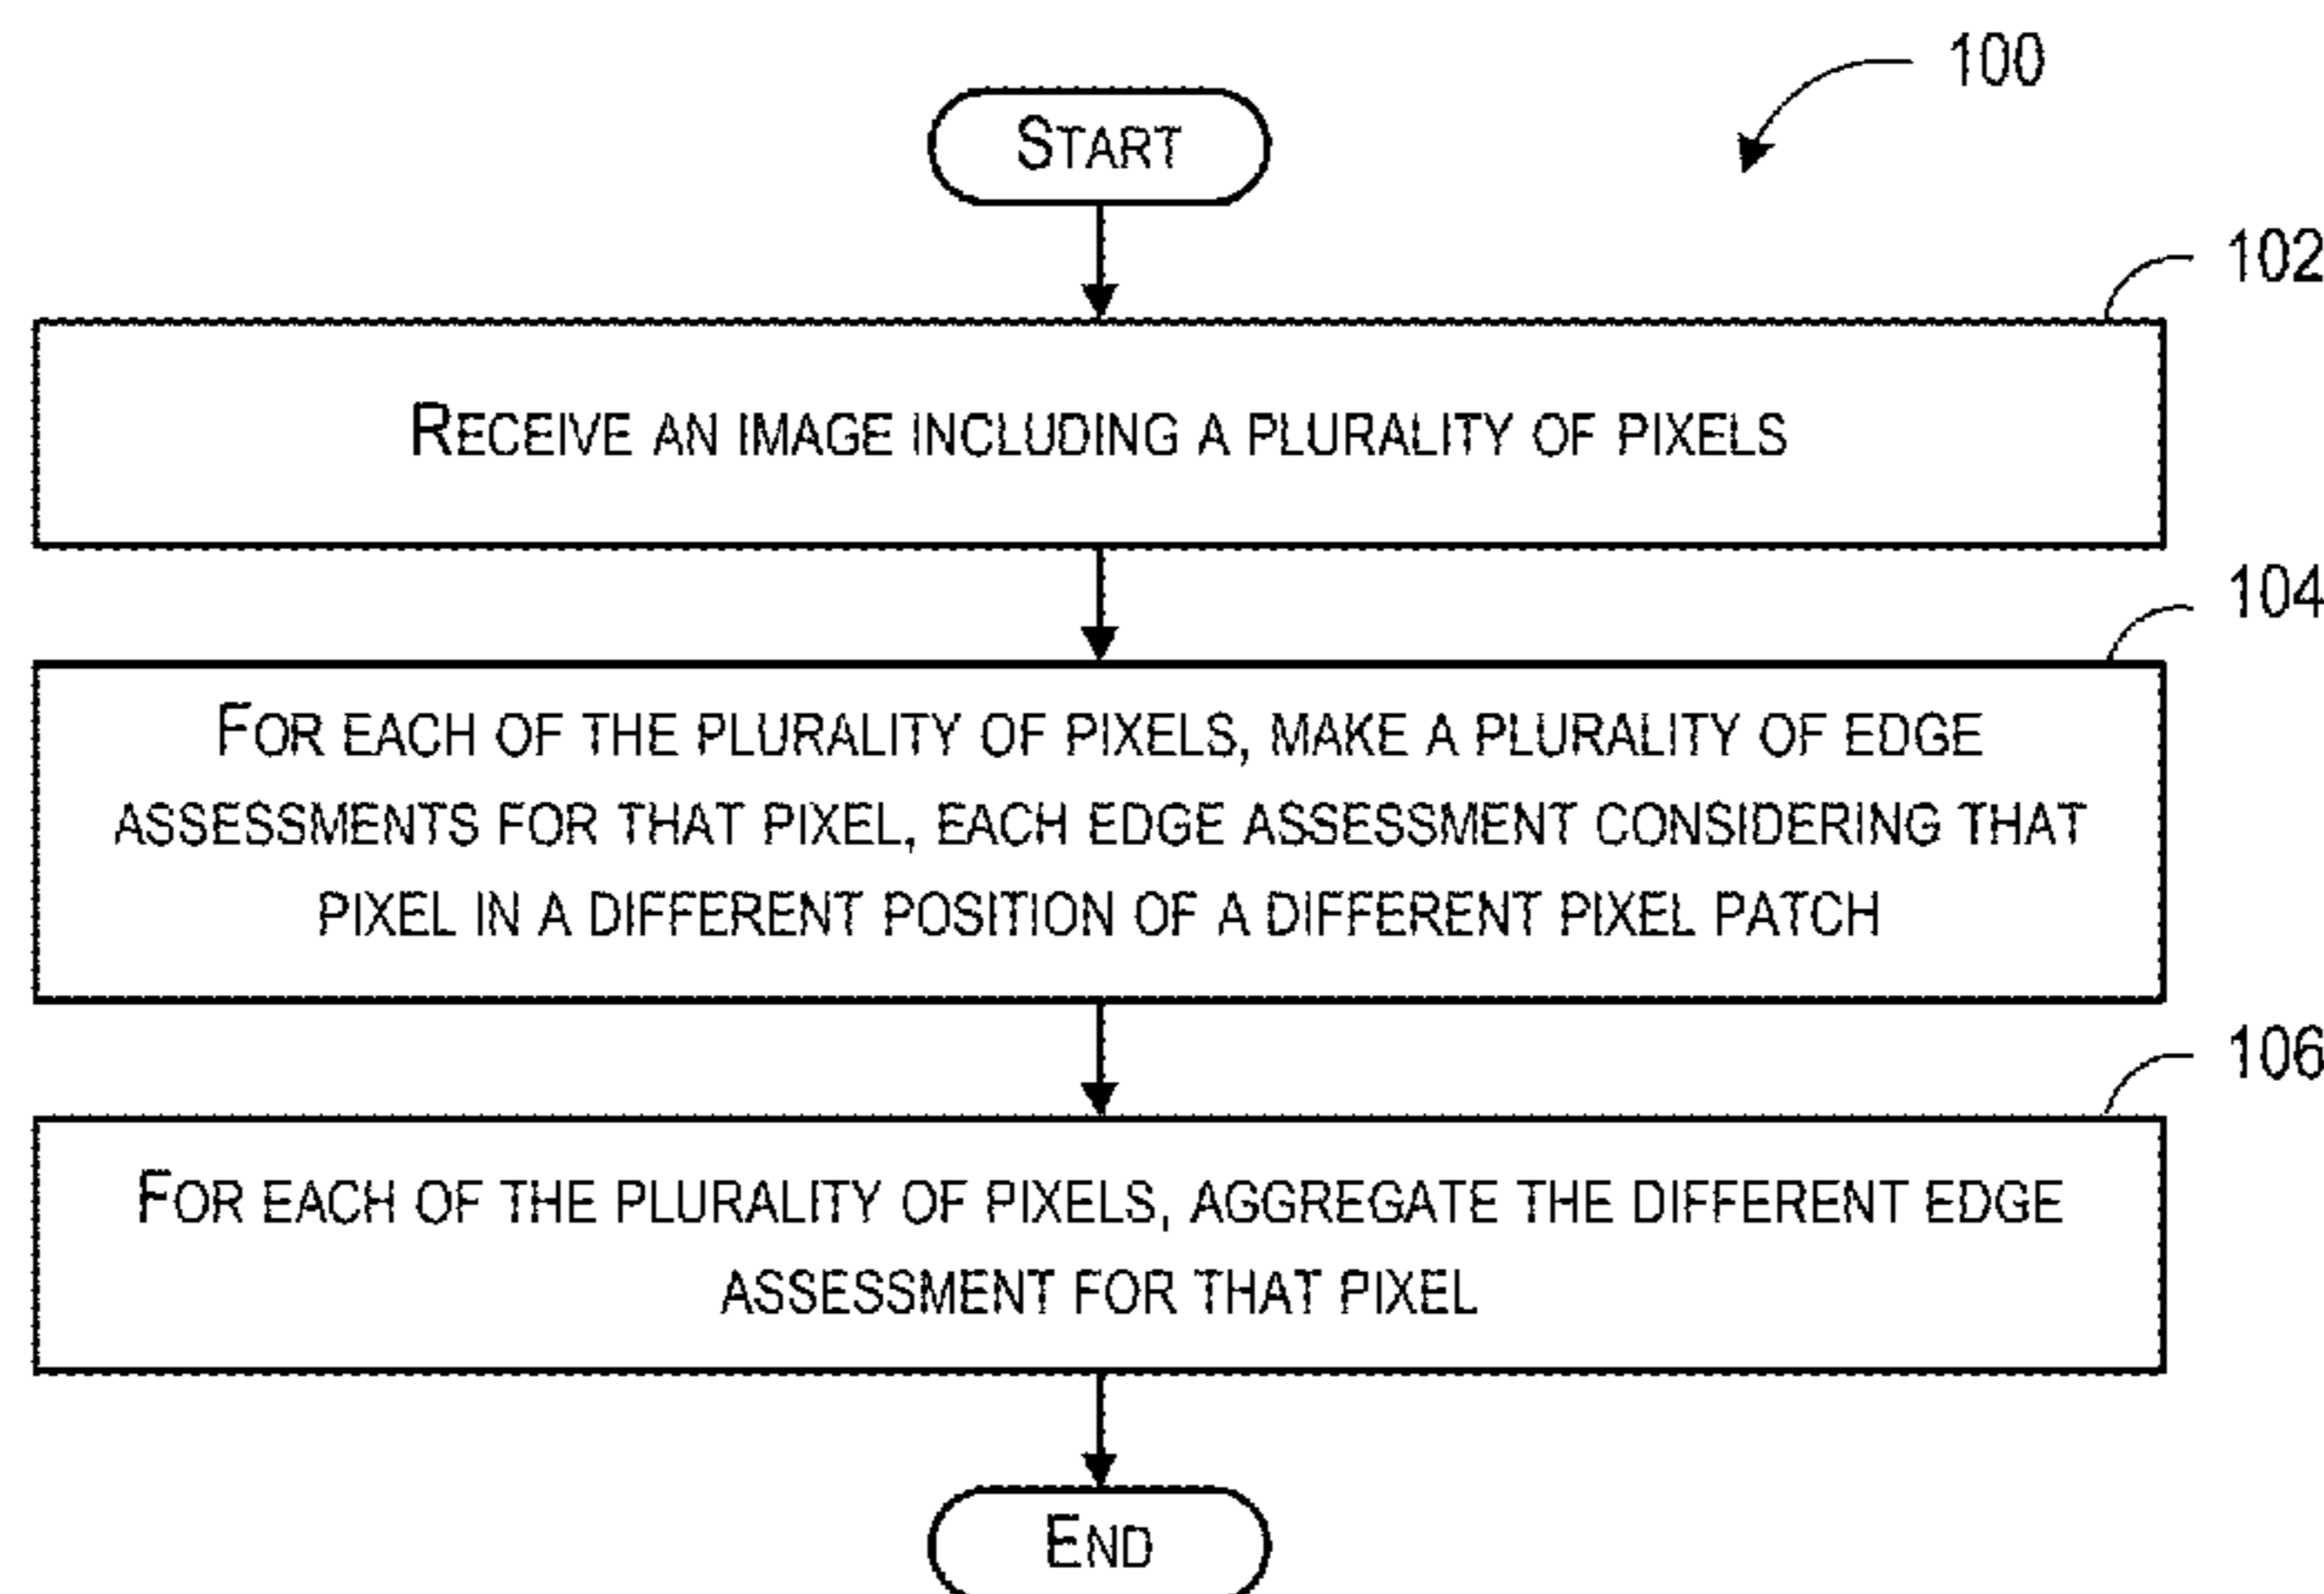 100
START
102
RECEIVE AN IMAGE INCLUDING A PLURALITY OF PIXELS
104
FOR EACH OF THE PLURALITY OF PIXELS, MAKE A PLURALITY OF EDGE
ASSESSMENTS FOR THAT PIXEL, EACH EDGE ASSESSMENT CONSIDERING THAT
PIXEL IN A DIFFERENT POSITION OF A DIFFERENT PIXEL PATCH
106
FOR EACH OF THE PLURALITY OF PIXELS, AGGREGATE THE DIFFERENT EDGE
ASSESSMENT FOR THAT PIXEL
END